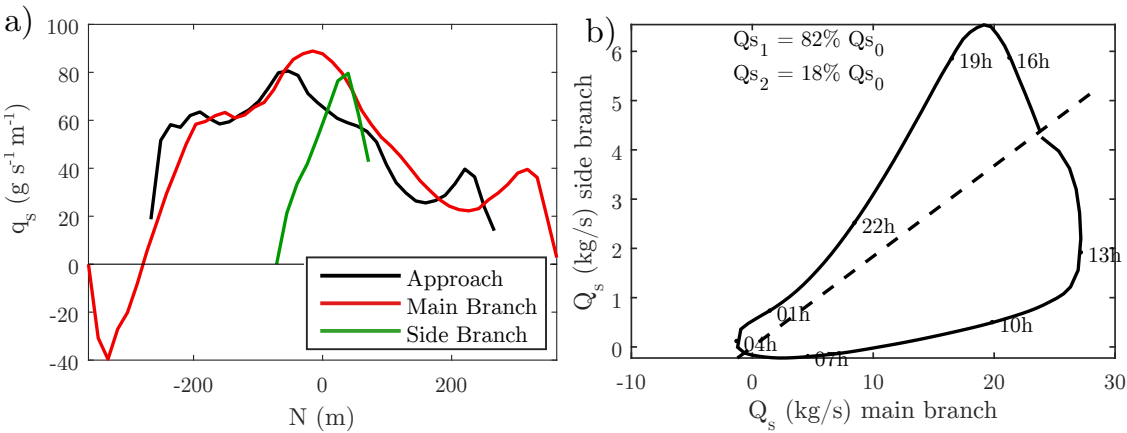 a)
q_s (g s^-1 m^-1)
100
80
60
40
20
0
-20
-40
-200
0
200
N (m)
Approach
Main Branch
Side Branch
b)
Qs_1 = 82% Qs_0
Qs_2 = 18% Qs_0
Q_s (kg/s) side branch
6
5
4
3
2
1
0
19h
16h
22h
13h
01h
10h
04h
07h
-10
0
10
20
30
Q_s (kg/s) main branch